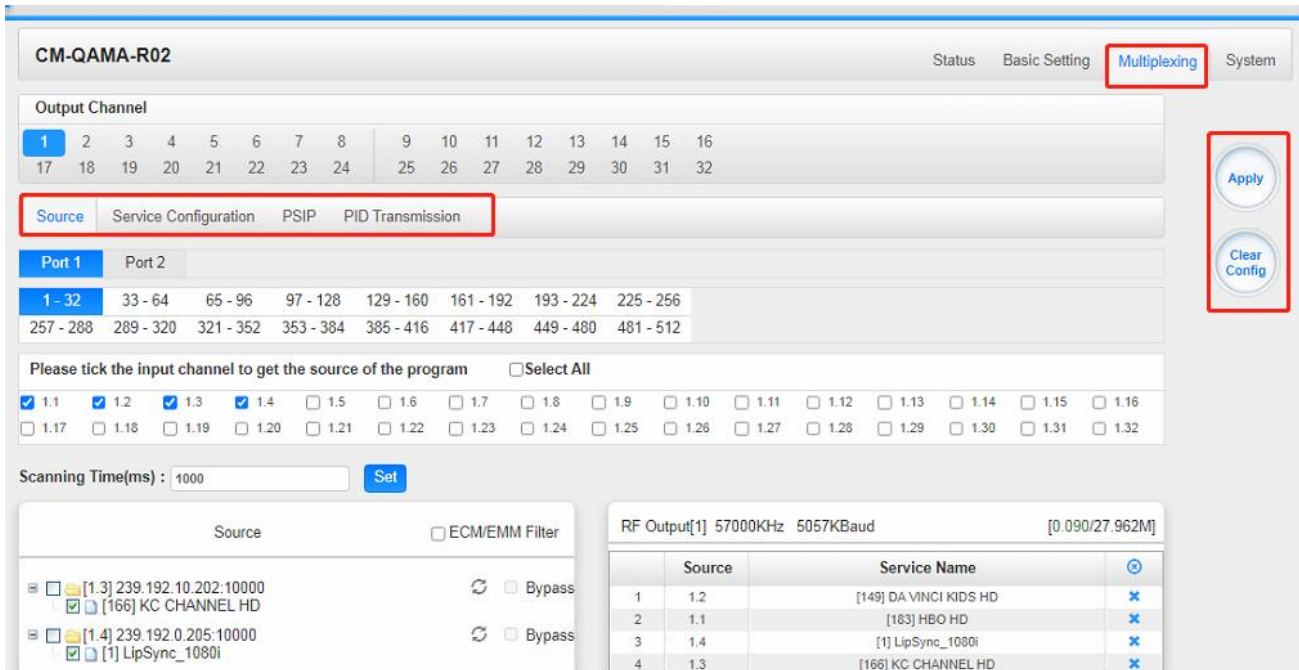 CM-QAMA-R02
Status Basic Setting Multiplexing System
Output Channel
1 2 3 4 5 6 7 8 9 10 11 12 13 14 15 16
17 18 19 20 21 22 23 24 25 26 27 28 29 30 31 32
Apply
Source Service Configuration PSIP PID Transmission
Clear
Config
Port 1 Port 2
1 - 32 33 - 64 65 - 96 97 - 128 129 - 160 161 - 192 193 - 224 225 - 256
257 - 288 289 - 320 321 - 352 353 - 384 385 - 416 417 - 448 449 - 480 481 - 512
Please tick the input channel to get the source of the program Select All
1.1 1.2 1.3 1.4 1.5 1.6 1.7 1.8 1.9 1.10 1.11 1.12 1.13 1.14 1.15 1.16
1.17 1.18 1.19 1.20 1.21 1.22 1.23 1.24 1.25 1.26 1.27 1.28 1.29 1.30 1.31 1.32
Scanning Time(ms) : 1000 Set
Source ECM/EMM Filter
[1.3] 239.192.10.202:10000 Bypass
[166] KC CHANNEL HD
[1.4] 239.192.0.205:10000 Bypass
[1] LipSync_1080i
RF Output[1] 57000KHz 5057KBaud [0.090/27.962M]
Source Service Name
1 1.2 [149] DA VINCI KIDS HD
2 1.1 [183] HBO HD
3 1.4 [1] LipSync_1080i
4 1.3 [166] KC CHANNEL HD